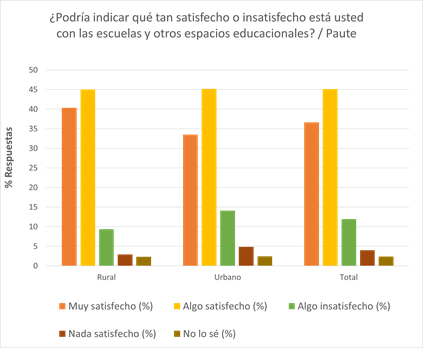 ¿Podría indicar qué tan satisfecho o insatisfecho está usted
con las escuelas y otros espacios educacionales? / Paute
50
45
40
35
30
25
20
15
10
5
0
% Respuestas
Rural Urbano Total
Muy satisfecho (%) Algo satisfecho (%) Algo insatisfecho (%)
Nada satisfecho (%) No lo sé (%)